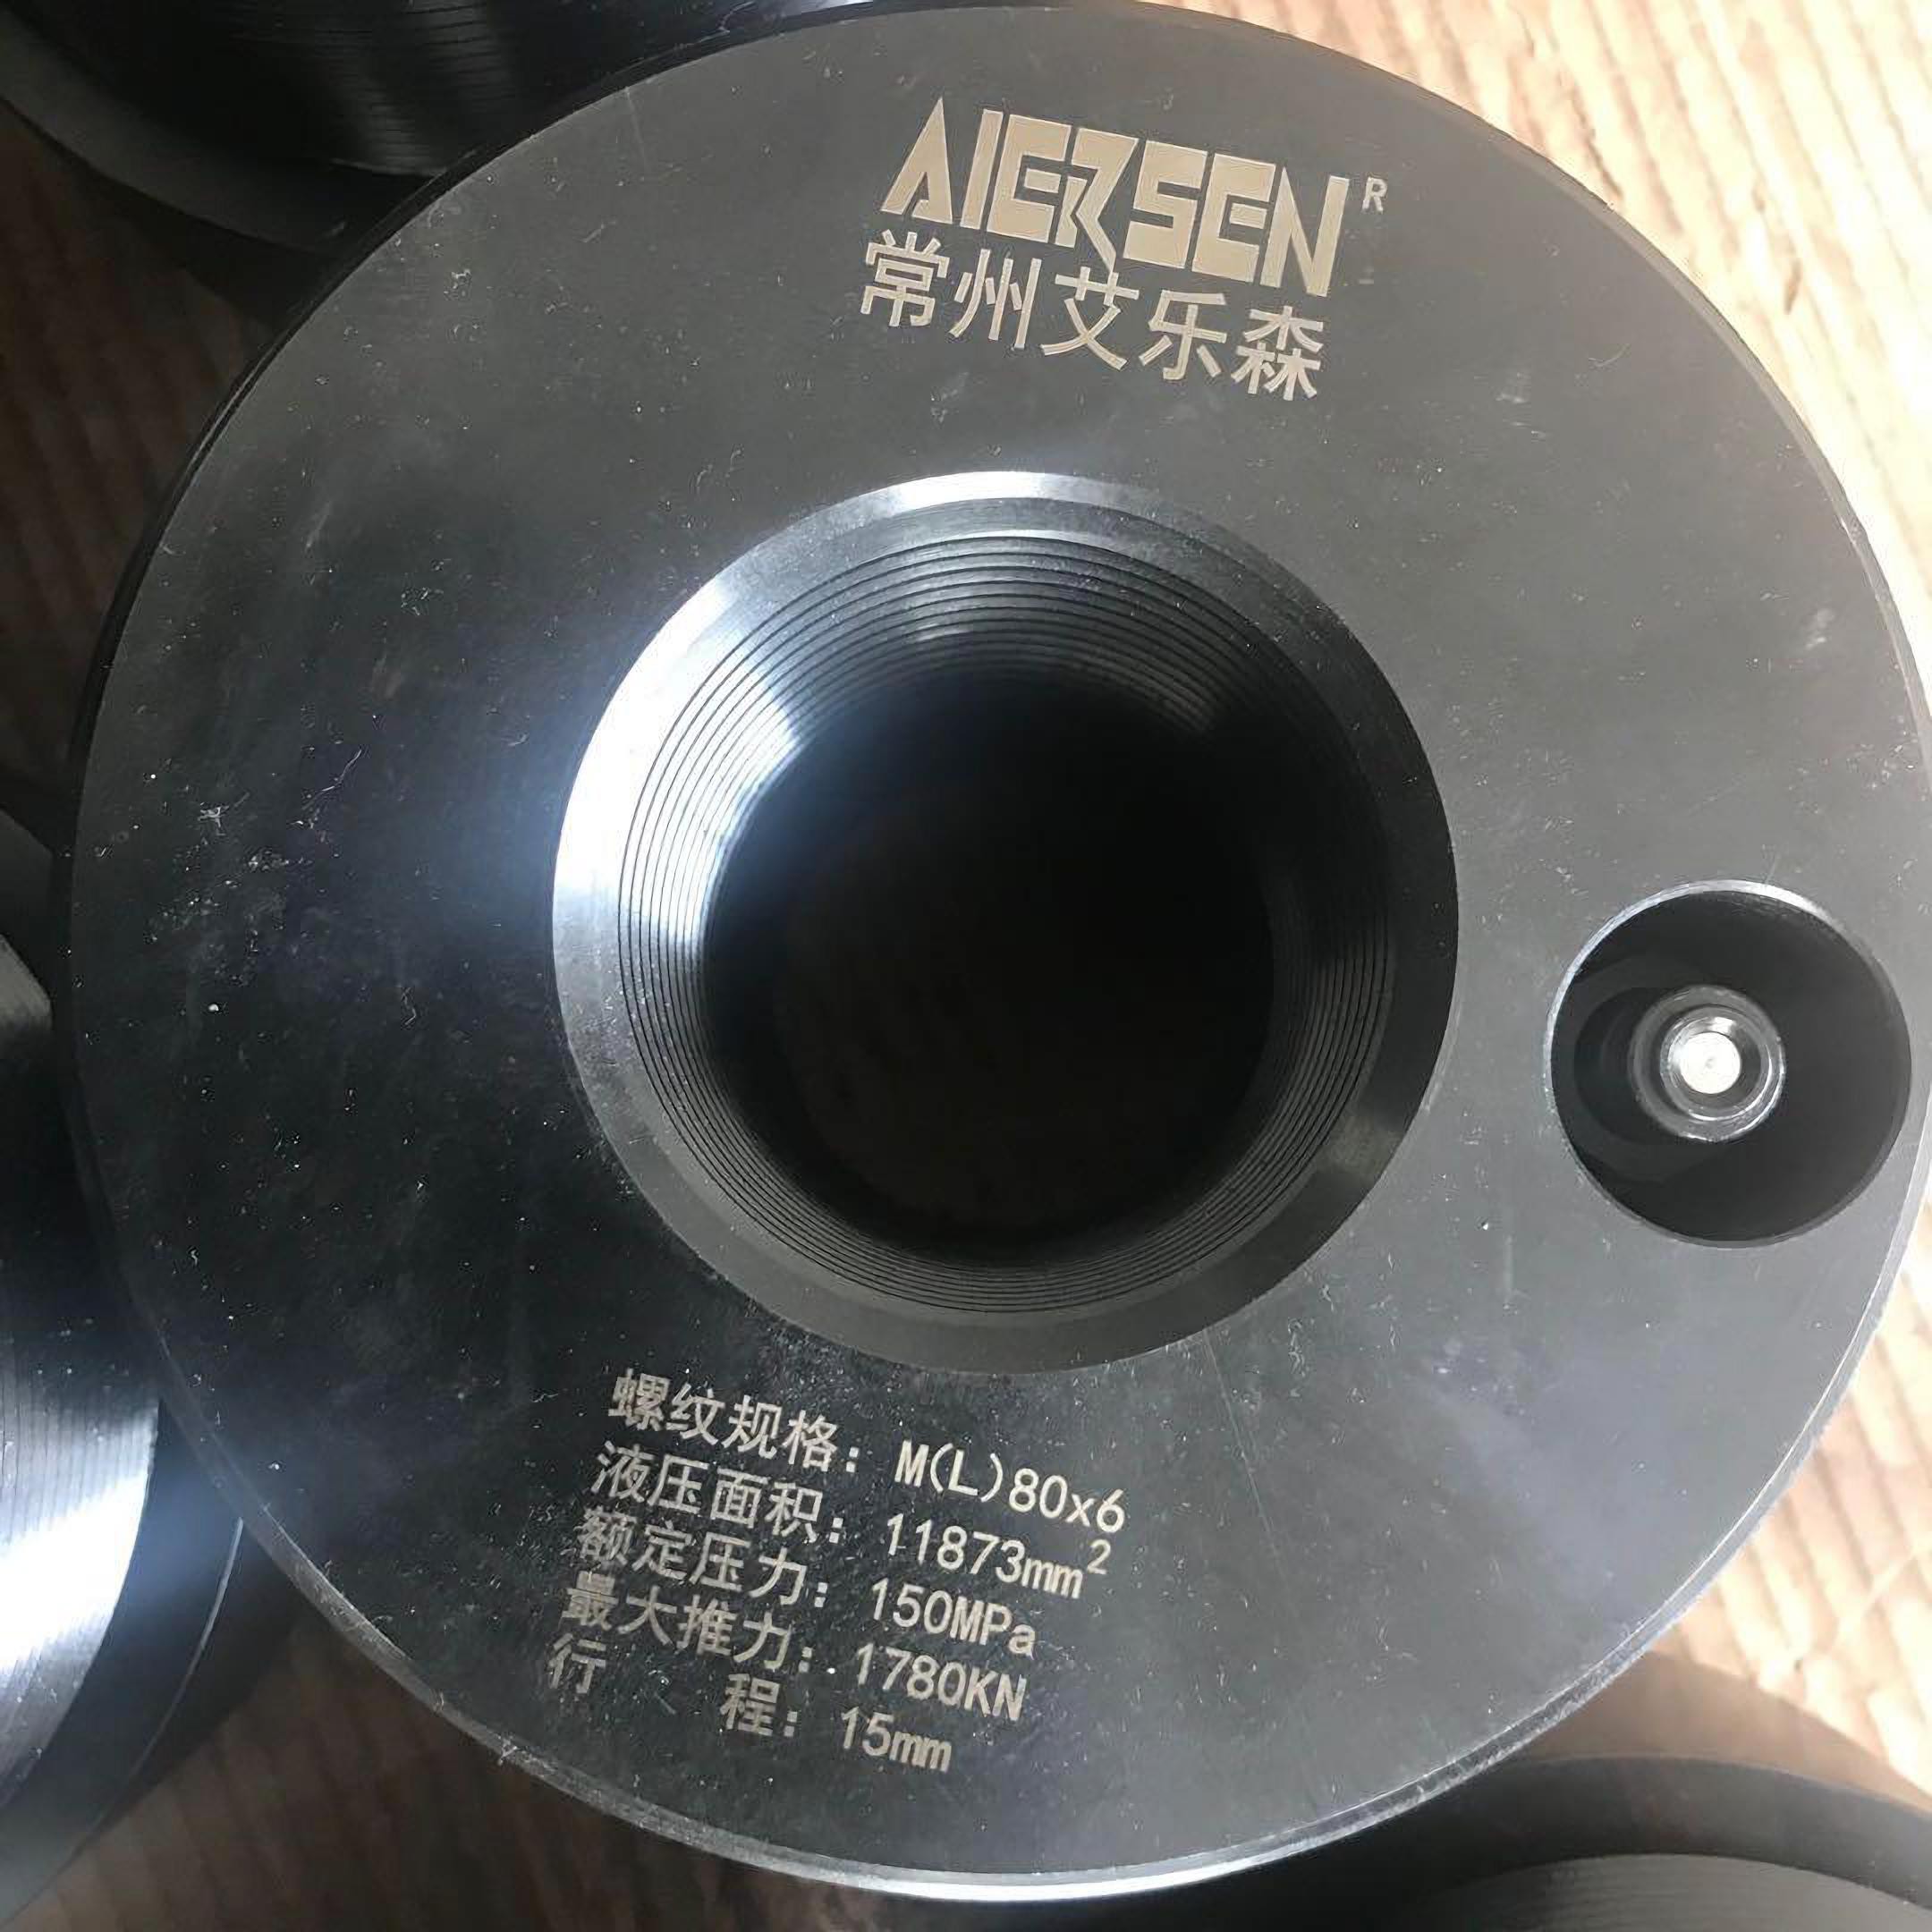 AIERSEN R
常州艾乐森
螺纹规格：M(L)80x6
液压面积：11873mm²
额定压力：150MPa
最大推力：1780KN
行 程：15mm